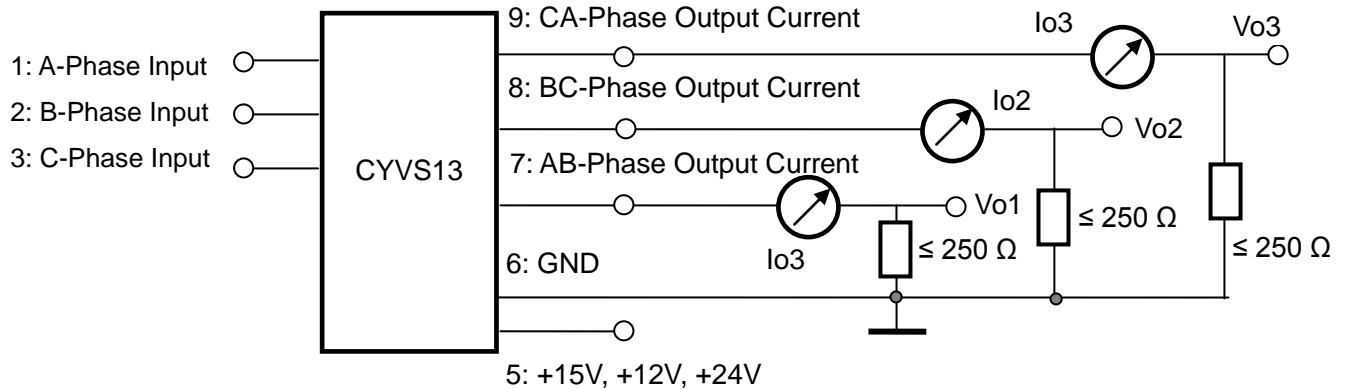 9: CA-Phase Output Current
Io3
Vo3
1: A-Phase Input
8: BC-Phase Output Current
Io2
2: B-Phase Input
Vo2
3: C-Phase Input
CYVS13
7: AB-Phase Output Current
Vo1
≤ 250 Ω
≤ 250 Ω
≤ 250 Ω
Io3
6: GND
5: +15V, +12V, +24V